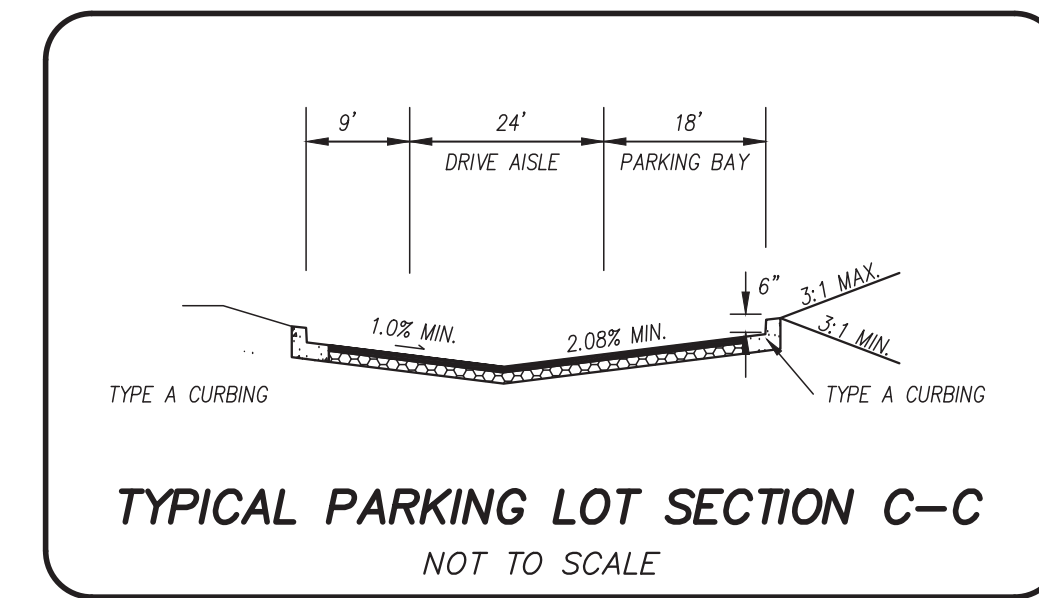 9' 24' 18'
DRIVE AISLE PARKING BAY
6"
3:1 MAX.
1.0% MIN. 2.08% MIN. 3:1 MIN.
TYPE A CURBING TYPE A CURBING
TYPICAL PARKING LOT SECTION C-C
NOT TO SCALE